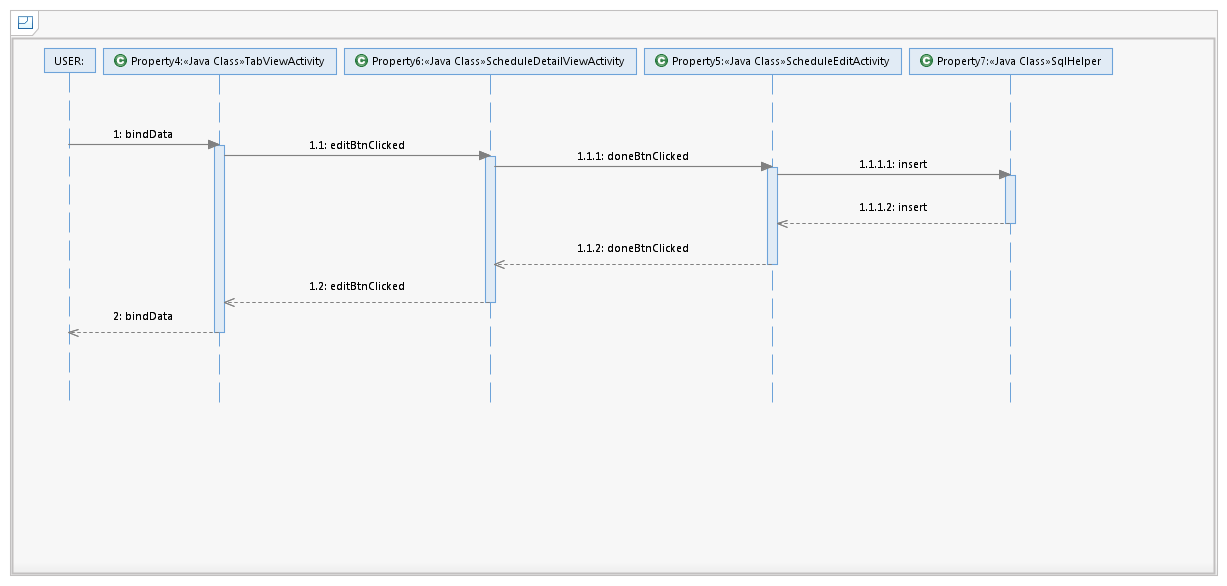 USER:
C Property4:«Java Class»TabViewActivity
C Property6:«Java Class»ScheduleDetailViewActivity
C Property5:«Java Class»ScheduleEditActivity
C Property7:«Java Class»SqlHelper
1: bindData
1.1: editBtnClicked
1.1.1: doneBtnClicked
1.1.1.1: insert
1.1.1.2: insert
1.1.2: doneBtnClicked
1.2: editBtnClicked
2: bindData